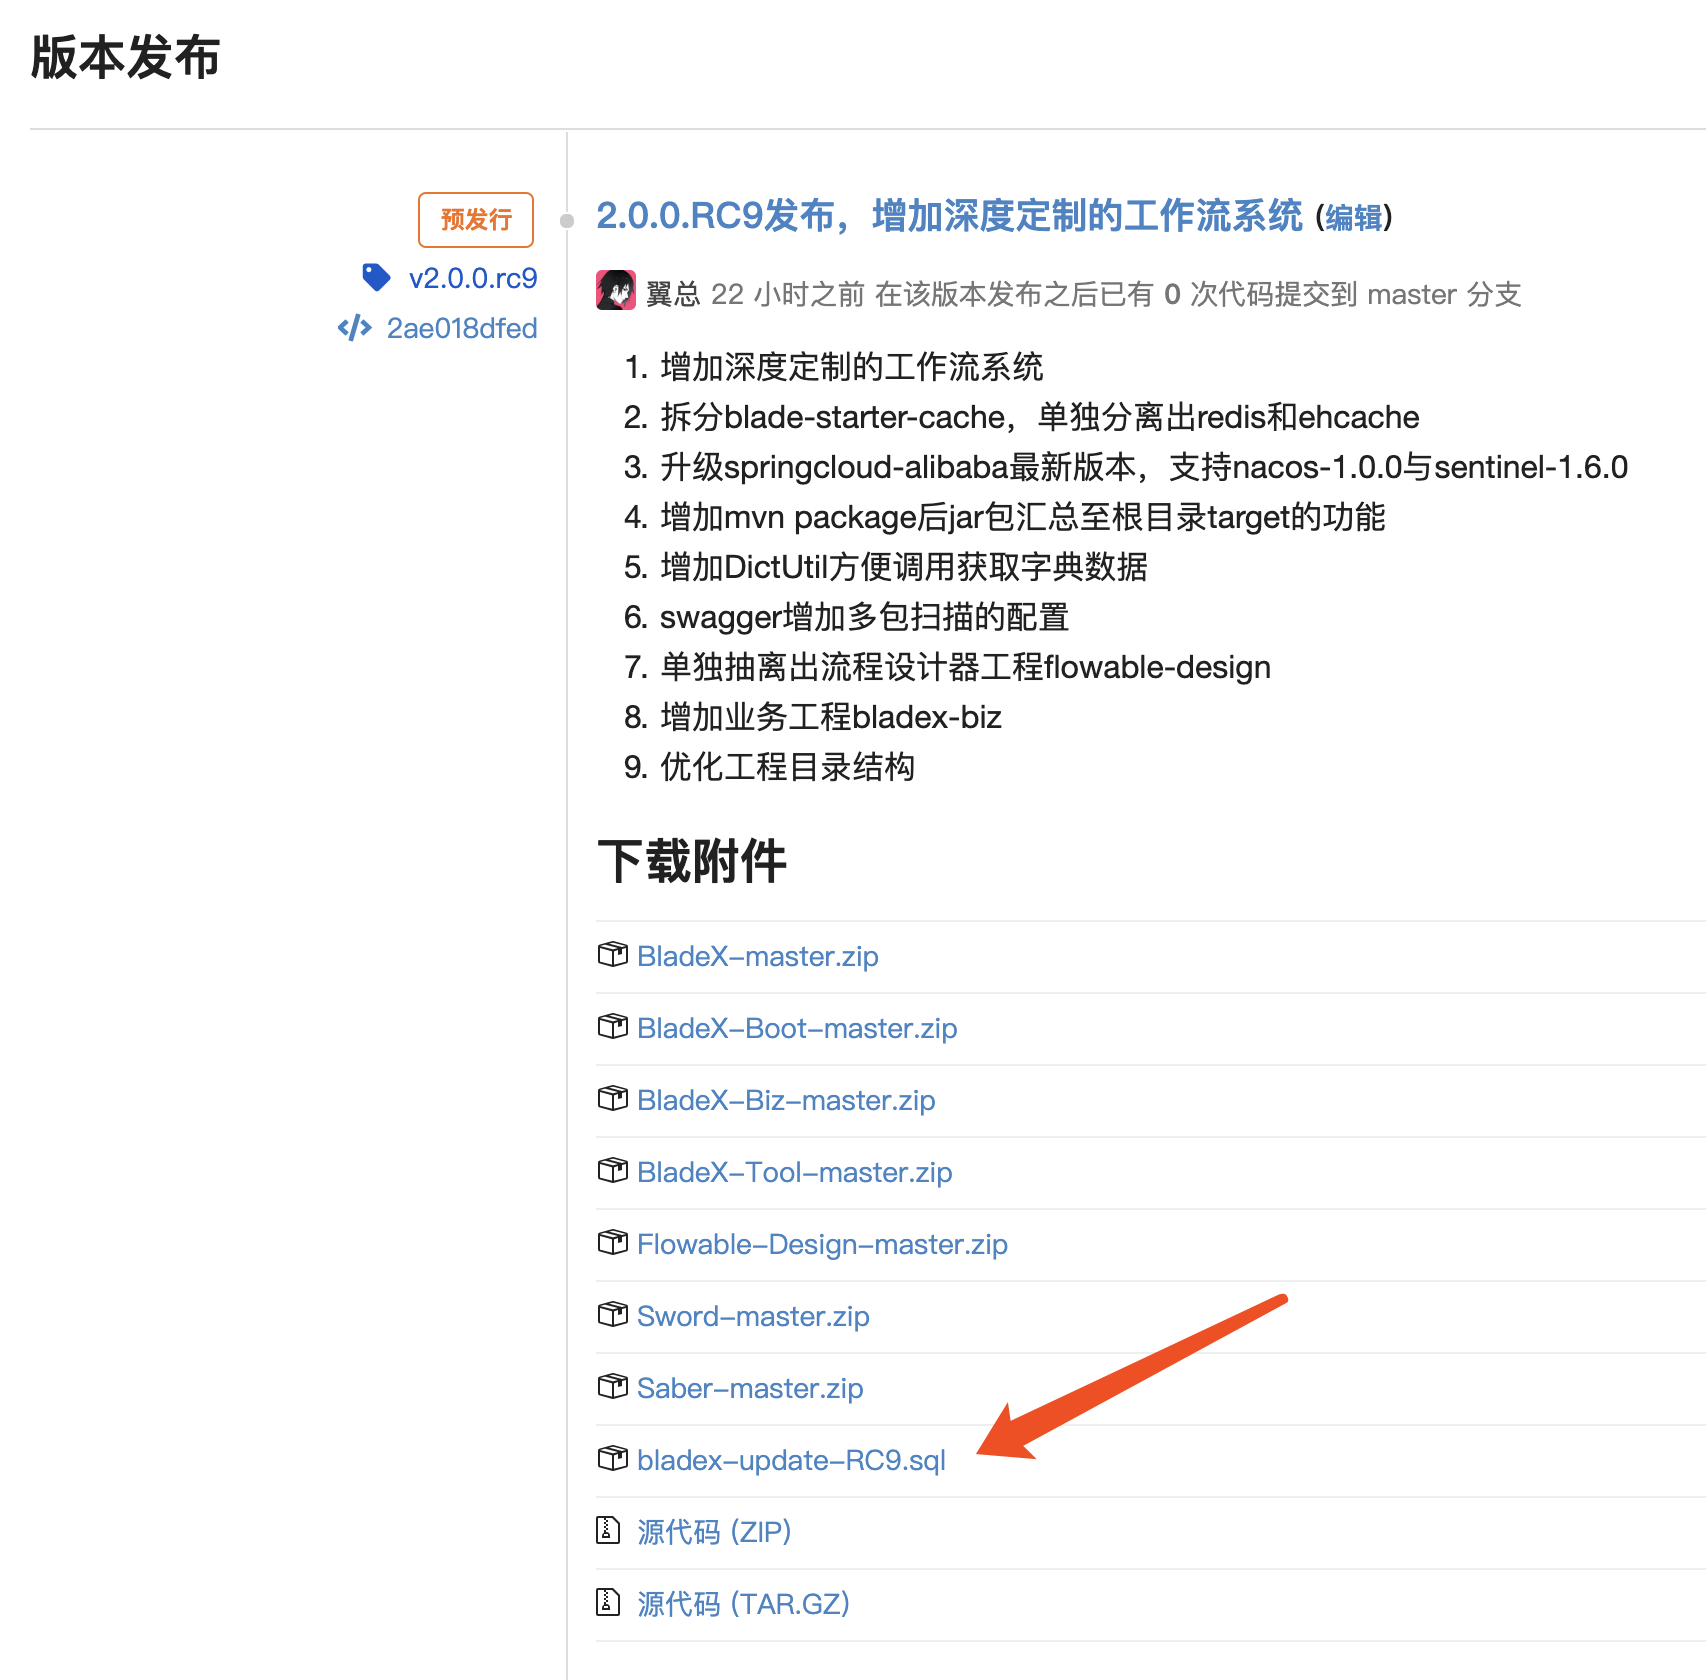 版本发布
预发行
v2.0.0.rc9
2ae018dfed
2.0.0.RC9发布，增加深度定制的工作流系统 (编辑)
翼总 22 小时之前 在该版本发布之后已有 0 次代码提交到 master 分支
1. 增加深度定制的工作流系统
2. 拆分blade-starter-cache，单独分离出redis和ehcache
3. 升级springcloud-alibaba最新版本，支持nacos-1.0.0与sentinel-1.6.0
4. 增加mvn package后jar包汇总至根目录target的功能
5. 增加DictUtil方便调用获取字典数据
6. swagger增加多包扫描的配置
7. 单独抽离出流程设计器工程flowable-design
8. 增加业务工程bladex-biz
9. 优化工程目录结构
下载附件
BladeX-master.zip
BladeX-Boot-master.zip
BladeX-Biz-master.zip
BladeX-Tool-master.zip
Flowable-Design-master.zip
Sword-master.zip
Saber-master.zip
bladex-update-RC9.sql
源代码 (ZIP)
源代码 (TAR.GZ)